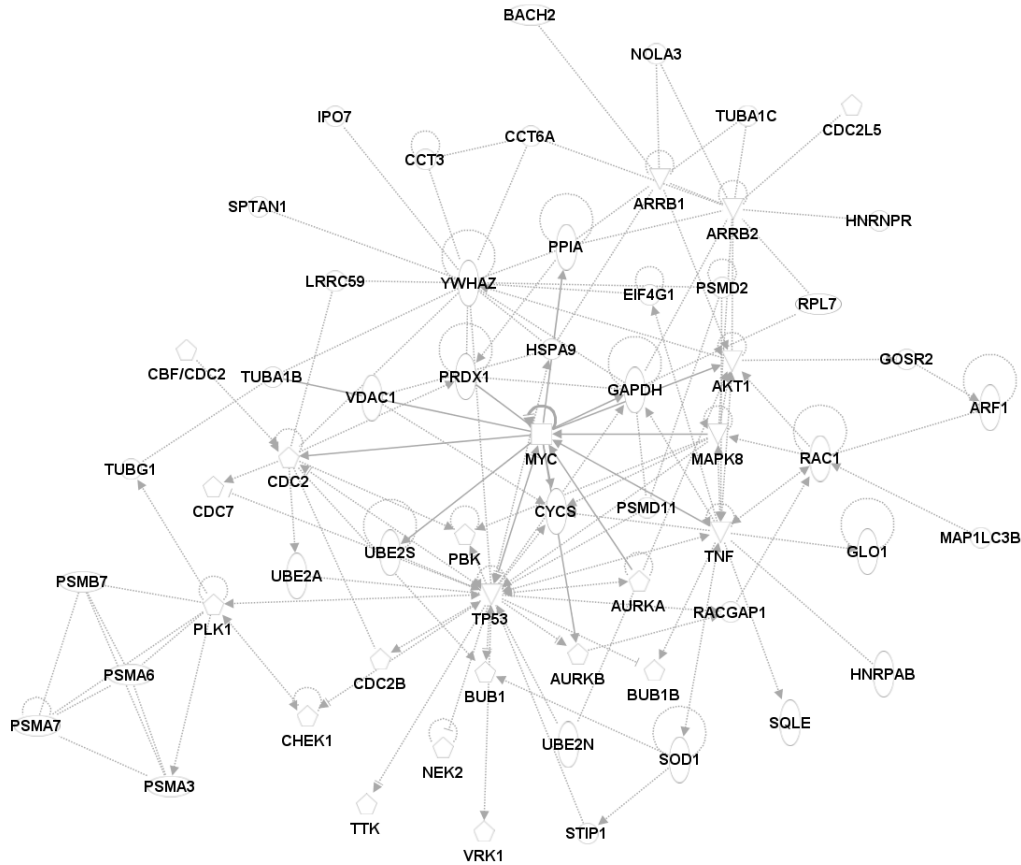 BACH2
NOLA3
IPO7
TUBA1C
CDC2L5
CCT6A
CCT3
SPTAN1
ARRB1
HNRNPR
ARRB2
PPIA
LRRC59
YWHAZ
EIF4G1
PSMD2
RPL7
HSPA9
CBF/CDC2
TUBA1B
PRDX1
GOSR2
VDAC1
GAPDH
AKT1
ARF1
MYC
MAPK8
RAC1
TUBG1
CDC2
CDC7
CYCS
PSMD11
MAP1LC3B
UBE2S
PBK
TNF
GLO1
UBE2A
PSMB7
AURKA
RACGAP1
TP53
PLK1
PSMA6
CDC2B
BUB1
AURKB
BUB1B
HNRPAB
PSMA7
CHEK1
SQLE
UBE2N
SOD1
NEK2
PSMA3
TTK
STIP1
VRK1